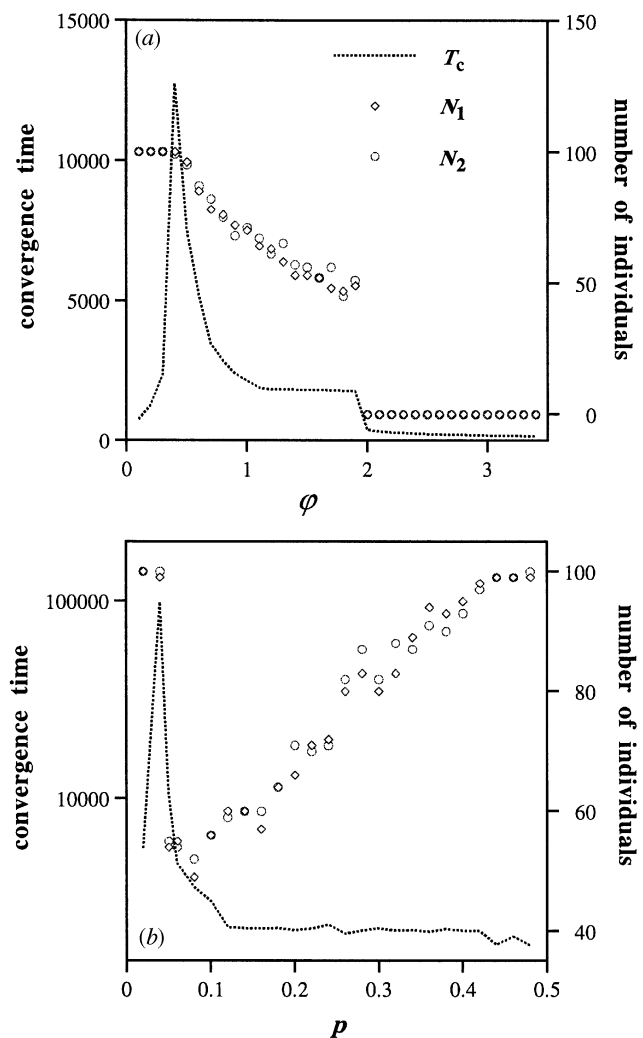 15000
(a)
150
T_c
N_1
N_2
10000
100
5000
50
0
0
convergence time
number of individuals
0
1
2
3
φ
100000
100
80
10000
60
40
(b)
convergence time
number of individuals
0
0.1
0.2
0.3
0.4
0.5
p